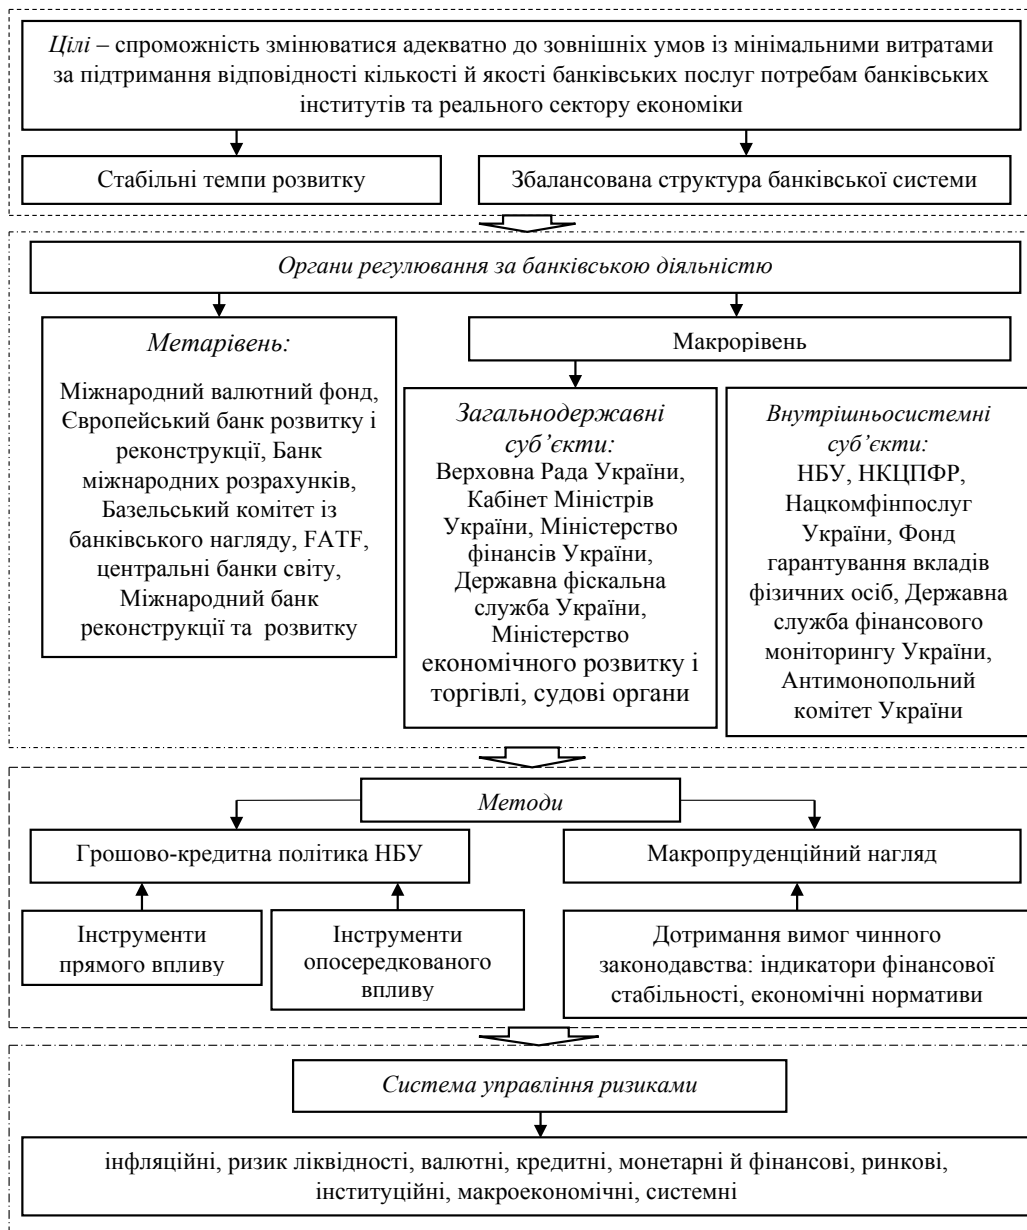 Цілі – спроможність змінюватися адекватно до зовнішніх умов із мінімальними витратами
за підтримання відповідності кількості й якості банківських послуг потребам банківських
інститутів та реального сектору економіки
Стабільні темпи розвитку
Збалансована структура банківської системи
Органи регулювання за банківською діяльністю
Метарівень:
Міжнародний валютний фонд,
Європейський банк розвитку і
реконструкції, Банк
міжнародних розрахунків,
Базельський комітет із
банківського нагляду, FATF,
центральні банки світу,
Міжнародний банк
реконструкції та розвитку
Макрорівень
Загальнодержавні
суб’єкти:
Верховна Рада України,
Кабінет Міністрів
України, Міністерство
фінансів України,
Державна фіскальна
служба України,
Міністерство
економічного розвитку і
торгівлі, судові органи
Внутрішньосистемні
суб’єкти:
НБУ, НКЦПФР,
Нацкомфінпослуг
України, Фонд
гарантування вкладів
фізичних осіб, Державна
служба фінансового
моніторингу України,
Антимонопольний
комітет України
Методи
Грошово-кредитна політика НБУ
Макропруденційний нагляд
Інструменти
прямого впливу
Інструменти
опосередкованого
впливу
Дотримання вимог чинного
законодавства: індикатори фінансової
стабільності, економічні нормативи
Система управління ризиками
інфляційні, ризик ліквідності, валютні, кредитні, монетарні й фінансові, ринкові,
інституційні, макроекономічні, системні